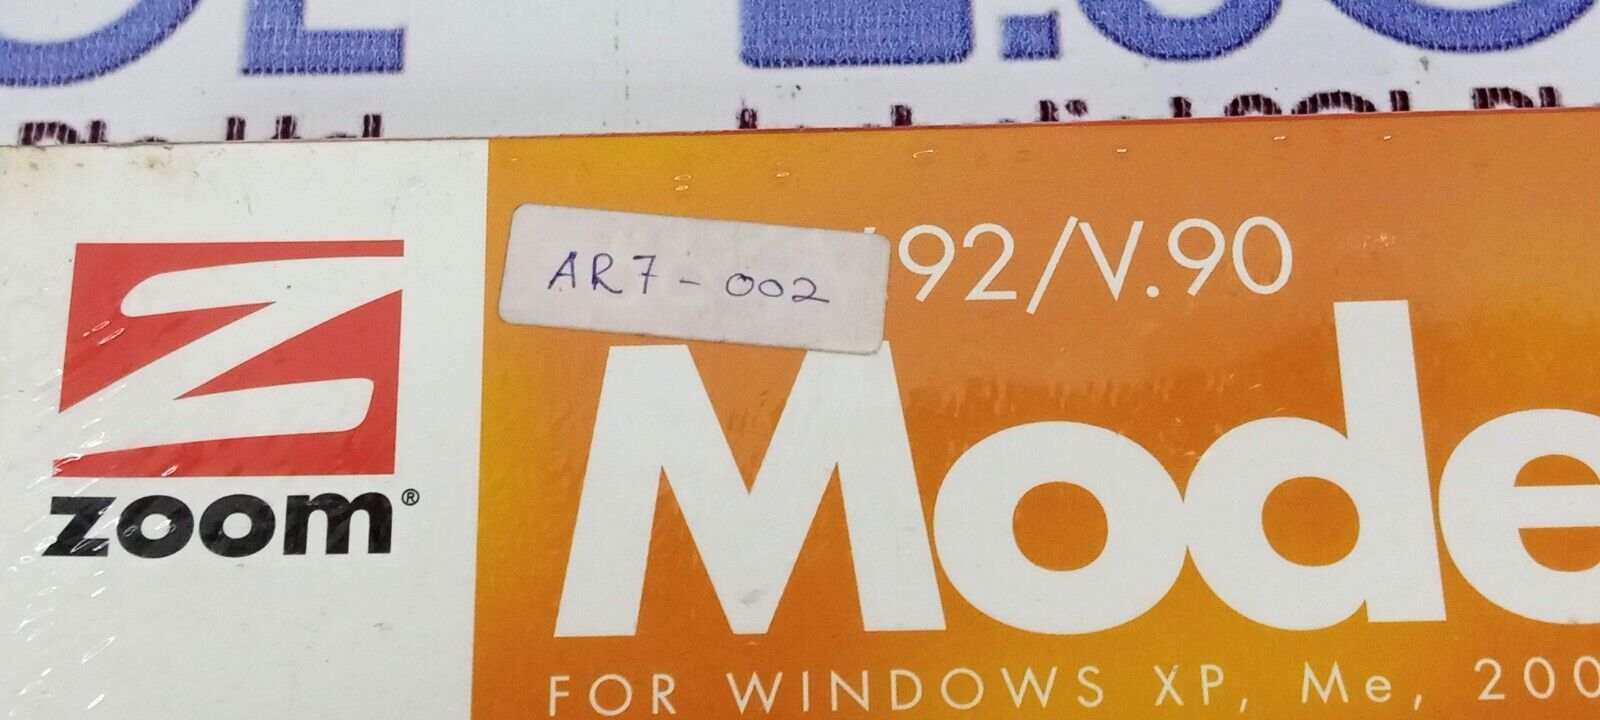 '92/V.90
AR7-002
Mode
zoom®
FOR WINDOWS XP, Me, 200